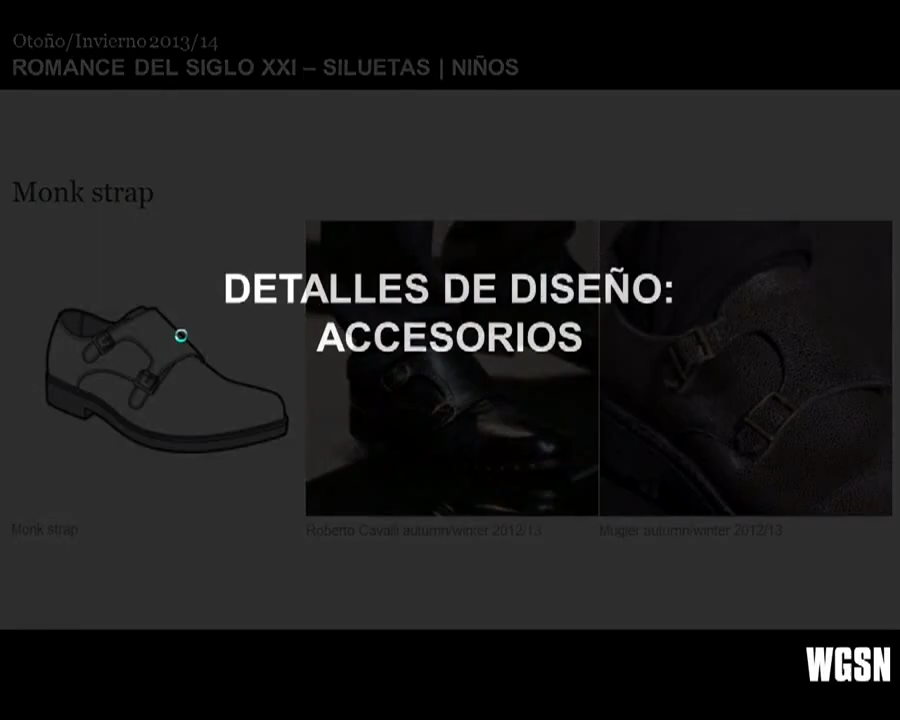 Otoño/Invierno 2013/14
ROMANCE DEL SIGLO XXI – SILUETAS | NIÑOS
Monk strap
DETALLES DE DISEÑO:
ACCESORIOS
Monk strap
Roberto Cavalli autumn/winter 2012/13
Mugler autumn/winter 2012/13
WGSN